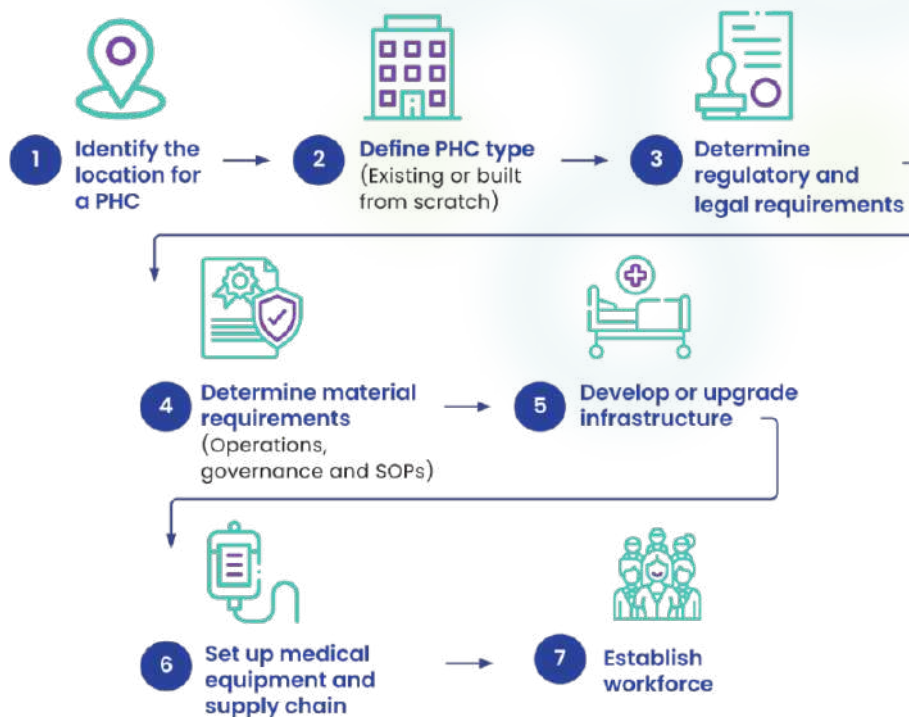 1 Identify the
location for
a PHC
2 Define PHC type
(Existing or built
from scratch)
3 Determine
regulatory and
legal requirements
4 Determine material
requirements
(Operations,
governance and SOPs)
5 Develop or upgrade
infrastructure
6 Set up medical
equipment and
supply chain
7 Establish
workforce